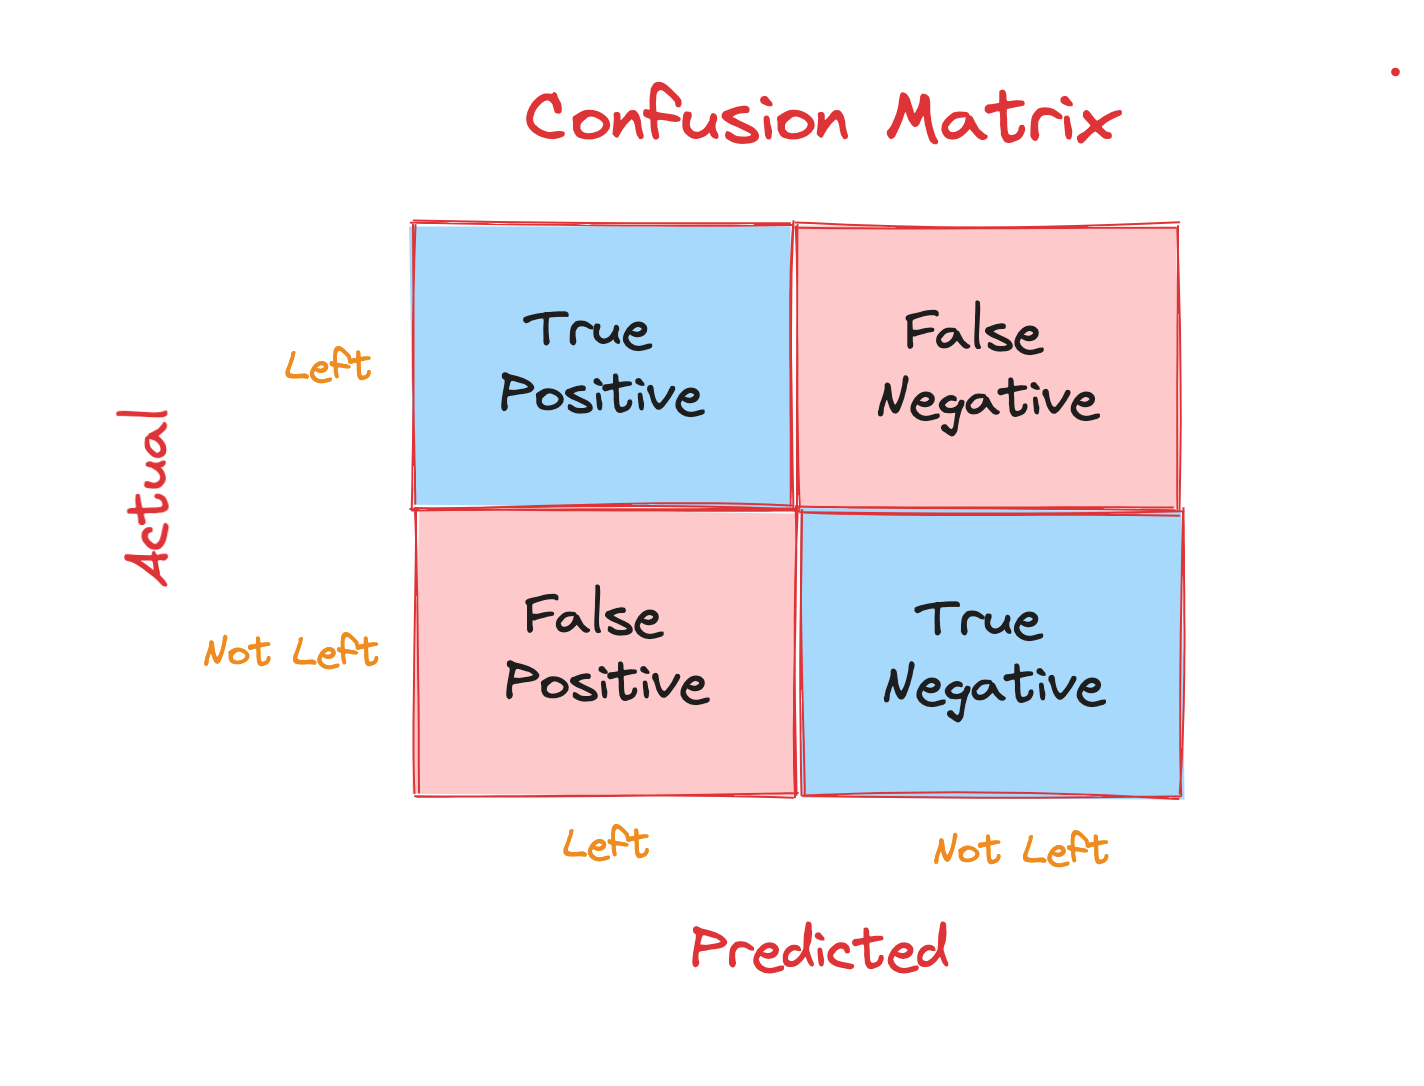 Confusion Matrix
True
Positive
False
Negative
Left
Actual
False
Positive
True
Negative
Not Left
Left
Not Left
Predicted